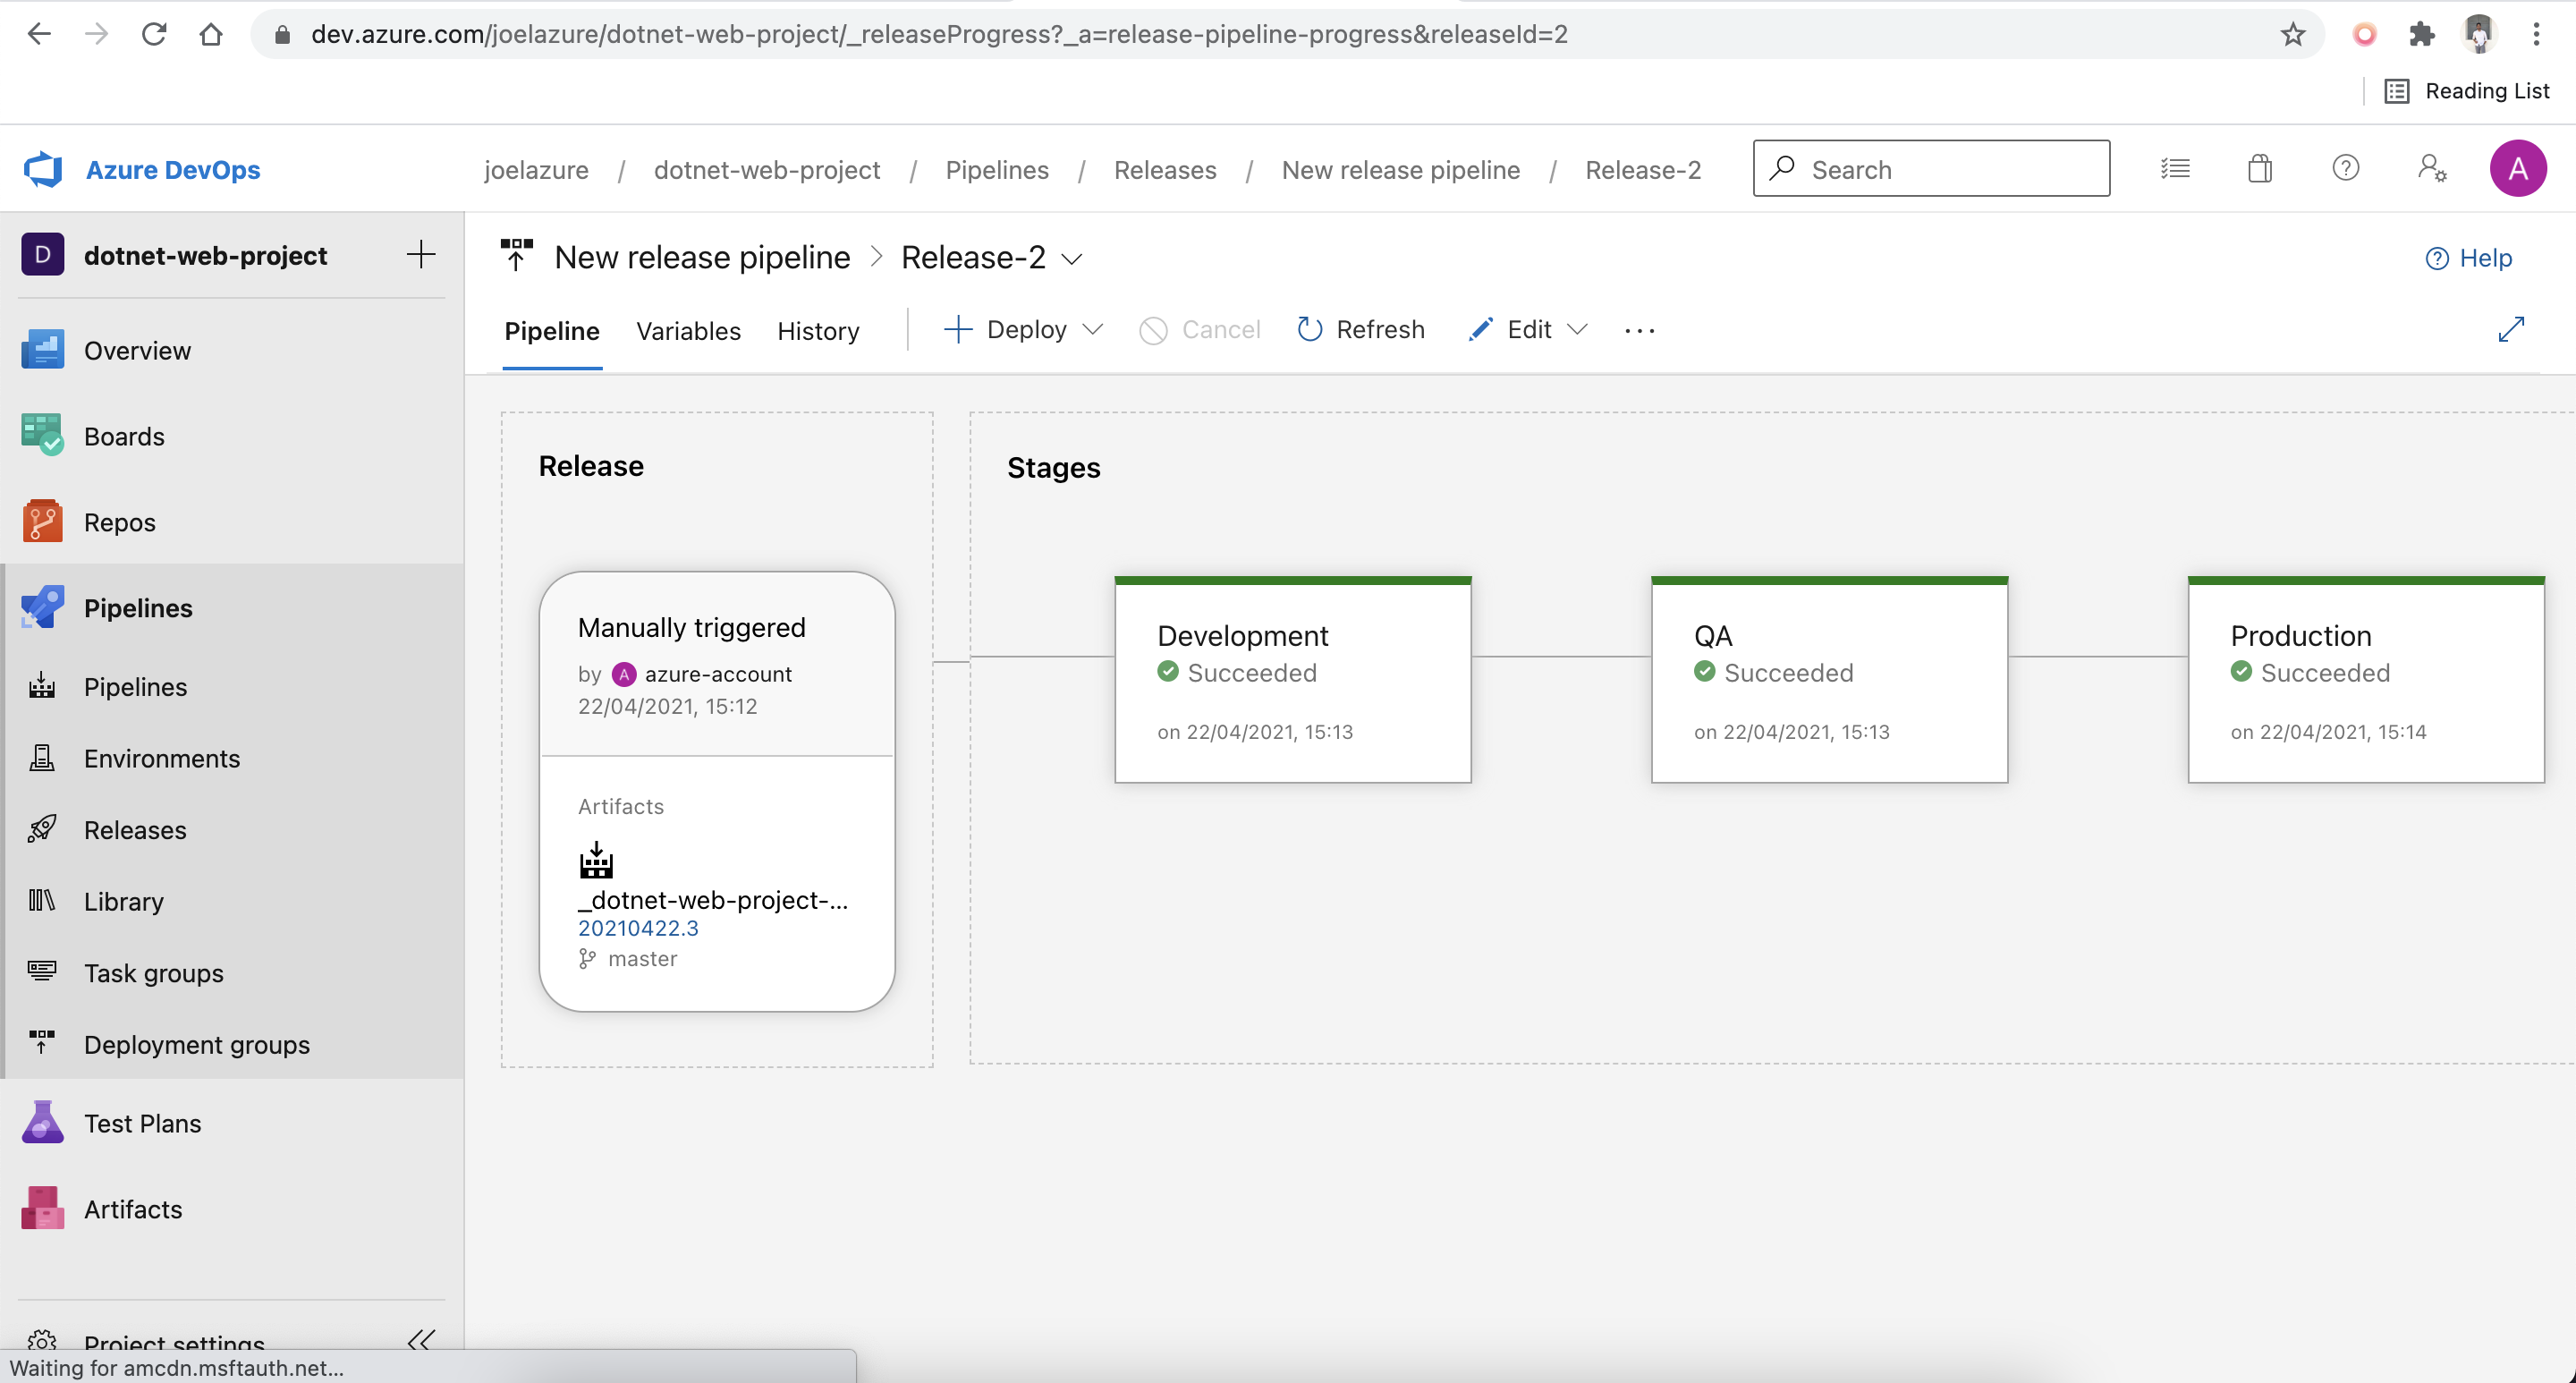 dev.azure.com/joelazure/dotnet-web-project/_releaseProgress?_a=release-pipeline-progress&releaseId=2
Reading List
Azure DevOps
joelazure / dotnet-web-project / Pipelines / Releases / New release pipeline / Release-2
Search
A
D dotnet-web-project
New release pipeline > Release-2
Help
Pipeline Variables History Deploy Cancel Refresh Edit ...
Overview
Boards
Repos
Pipelines
Pipelines
Environments
Releases
Library
Task groups
Deployment groups
Test Plans
Artifacts
Project settings
Waiting for amcdn.msftauth.net...
Release
Manually triggered
by A azure-account
22/04/2021, 15:12
Artifacts
_dotnet-web-project-...
20210422.3
master
Stages
Development
Succeeded
on 22/04/2021, 15:13
QA
Succeeded
on 22/04/2021, 15:13
Production
Succeeded
on 22/04/2021, 15:14